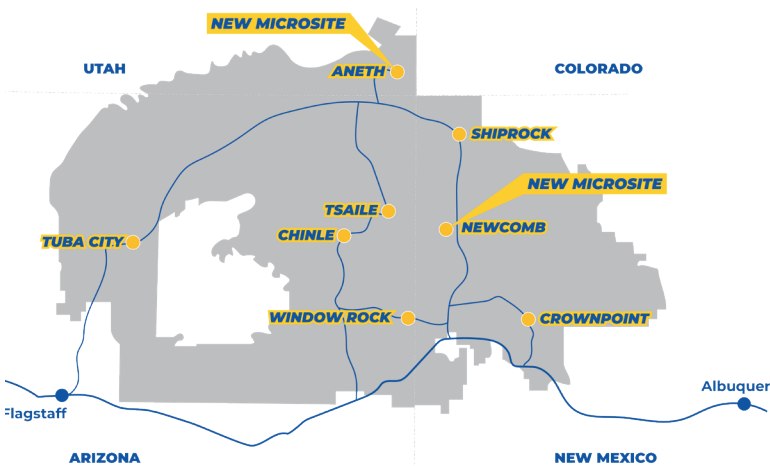 NEW MICROSITE
UTAH
ANETH
COLORADO
SHIPROCK
NEW MICROSITE
TSAILE
NEWCOMB
CHINLE
TUBA CITY
WINDOW ROCK
CROWNPOINT
Albuquer
Flagstaff
ARIZONA
NEW MEXICO